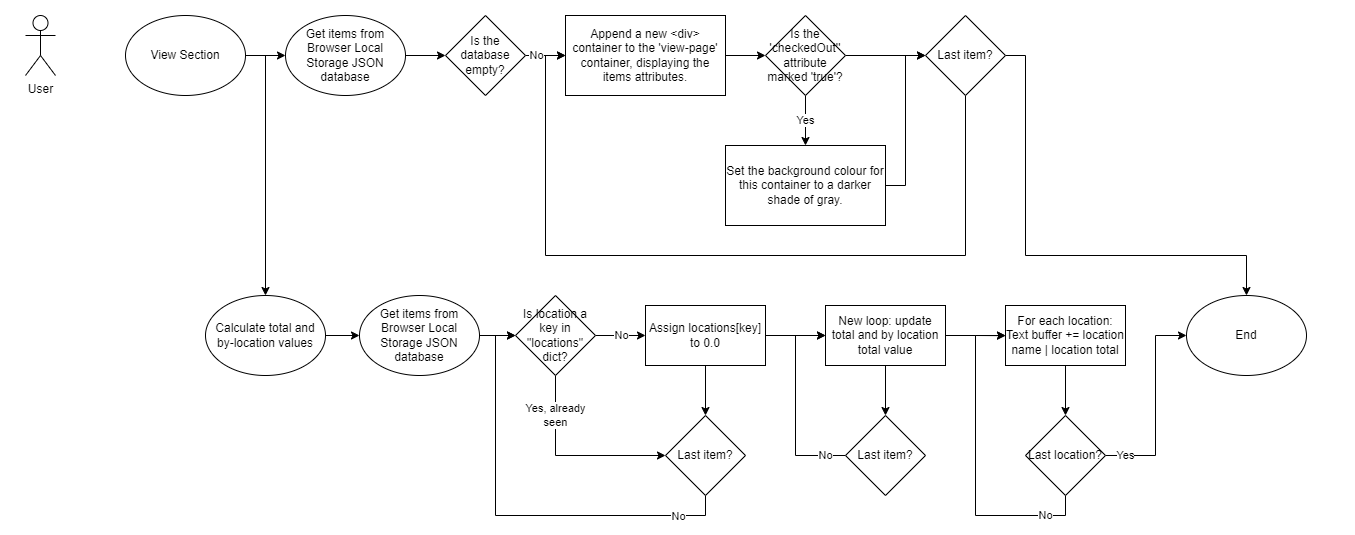 User
View Section
Get items from
Browser Local
Storage JSON
database
Is the
database
empty?
No
Append a new <div>
container to the 'view-page'
container, displaying the
items attributes.
Is the
'checkedOut"
attribute
marked 'true'?
Yes
Set the background colour for
this container to a darker
shade of gray.
Last item?
Calculate total and
by-location values
Get items from
Browser Local
Storage JSON
database
Is location a
key in
"locations"
dict?
No
Yes, already
seen
Assign locations[key]
to 0.0
Last item?
No
New loop: update
total and by location
total value
Last item?
No
For each location:
Text buffer += location
name | location total
Last location?
Yes
No
End